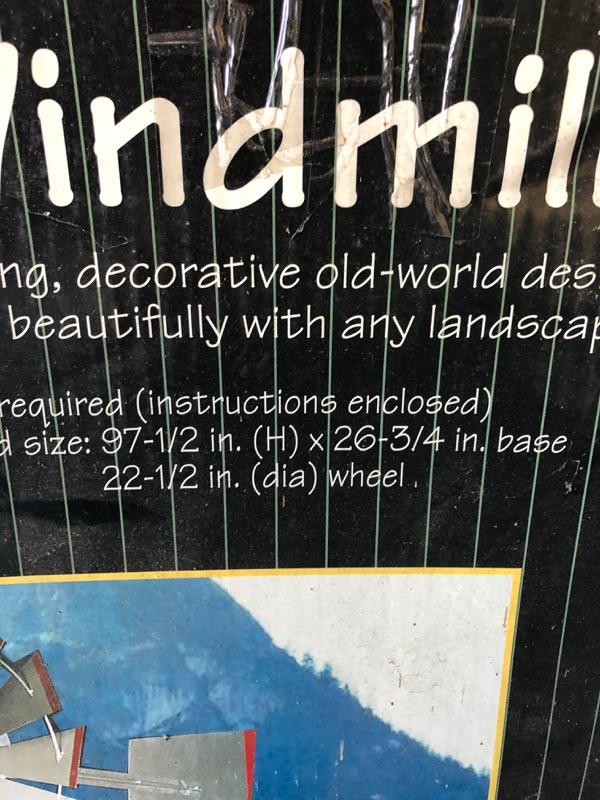 Windmill
ng, decorative old-world des
beautifully with any landscap
required (instructions enclosed)
d size: 97-1/2 in. (H) x 26-3/4 in. base
22-1/2 in. (dia) wheel